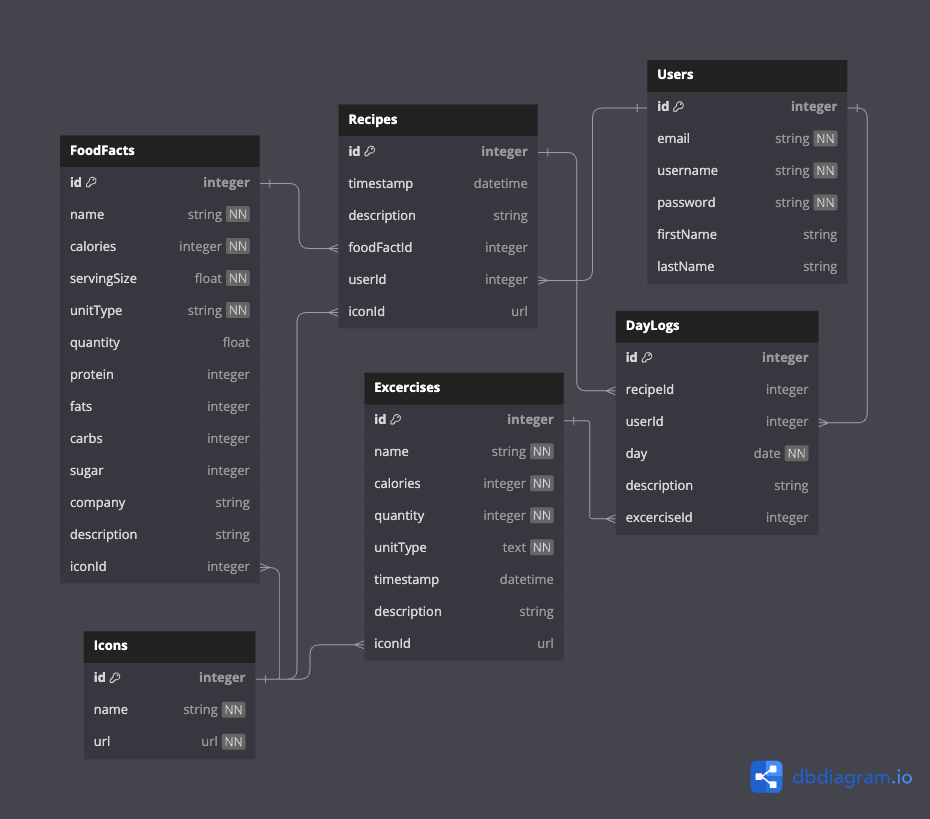 FoodFacts
id integer
name string NN
calories integer NN
servingSize float NN
unitType string NN
quantity float
protein integer
fats integer
carbs integer
sugar integer
company string
description string
iconId integer
Icons
id integer
name string NN
url url NN
Recipes
id integer
timestamp datetime
description string
foodFactId integer
userId integer
iconId url
Excercises
id integer
name string NN
calories integer NN
quantity integer NN
unitType text NN
timestamp datetime
description string
iconId url
Users
id integer
email string NN
username string NN
password string NN
firstName string
lastName string
DayLogs
id integer
recipeId integer
userId integer
day date NN
description string
excerciseId integer
dbdiagram.io